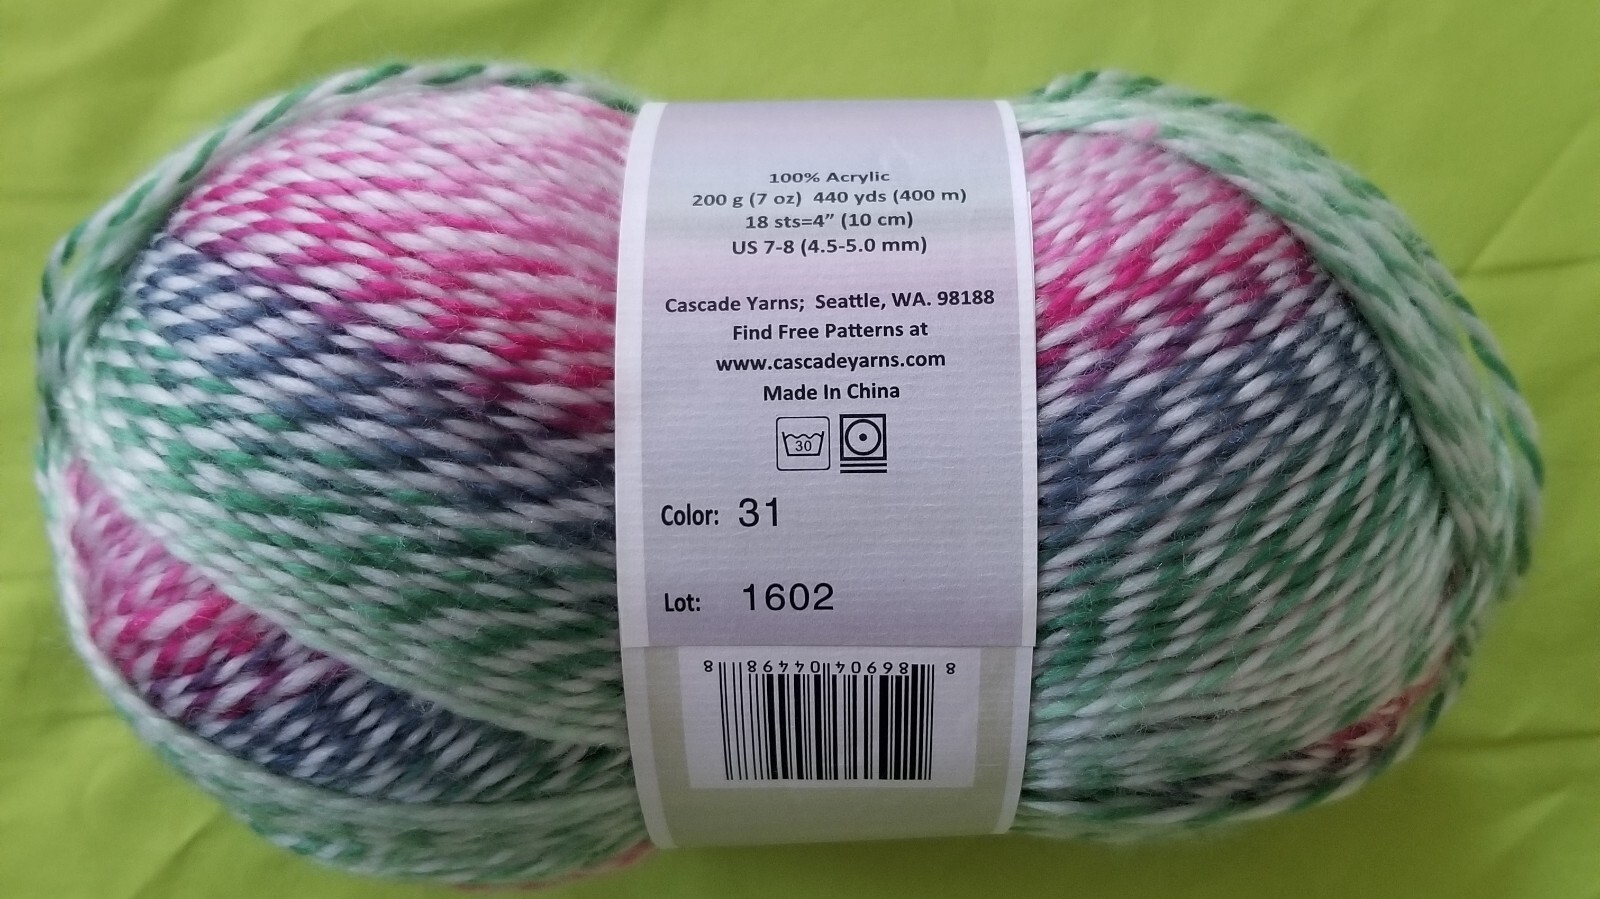 100% Acrylic
200 g (7 oz)  440 yds (400 m)
18 sts=4” (10 cm)
US 7-8 (4.5-5.0 mm)
Cascade Yarns;  Seattle, WA. 98188
Find Free Patterns at
www.cascadeyarns.com
Made In China
30
Color: 31
Lot: 1602
8 86904 04498 8